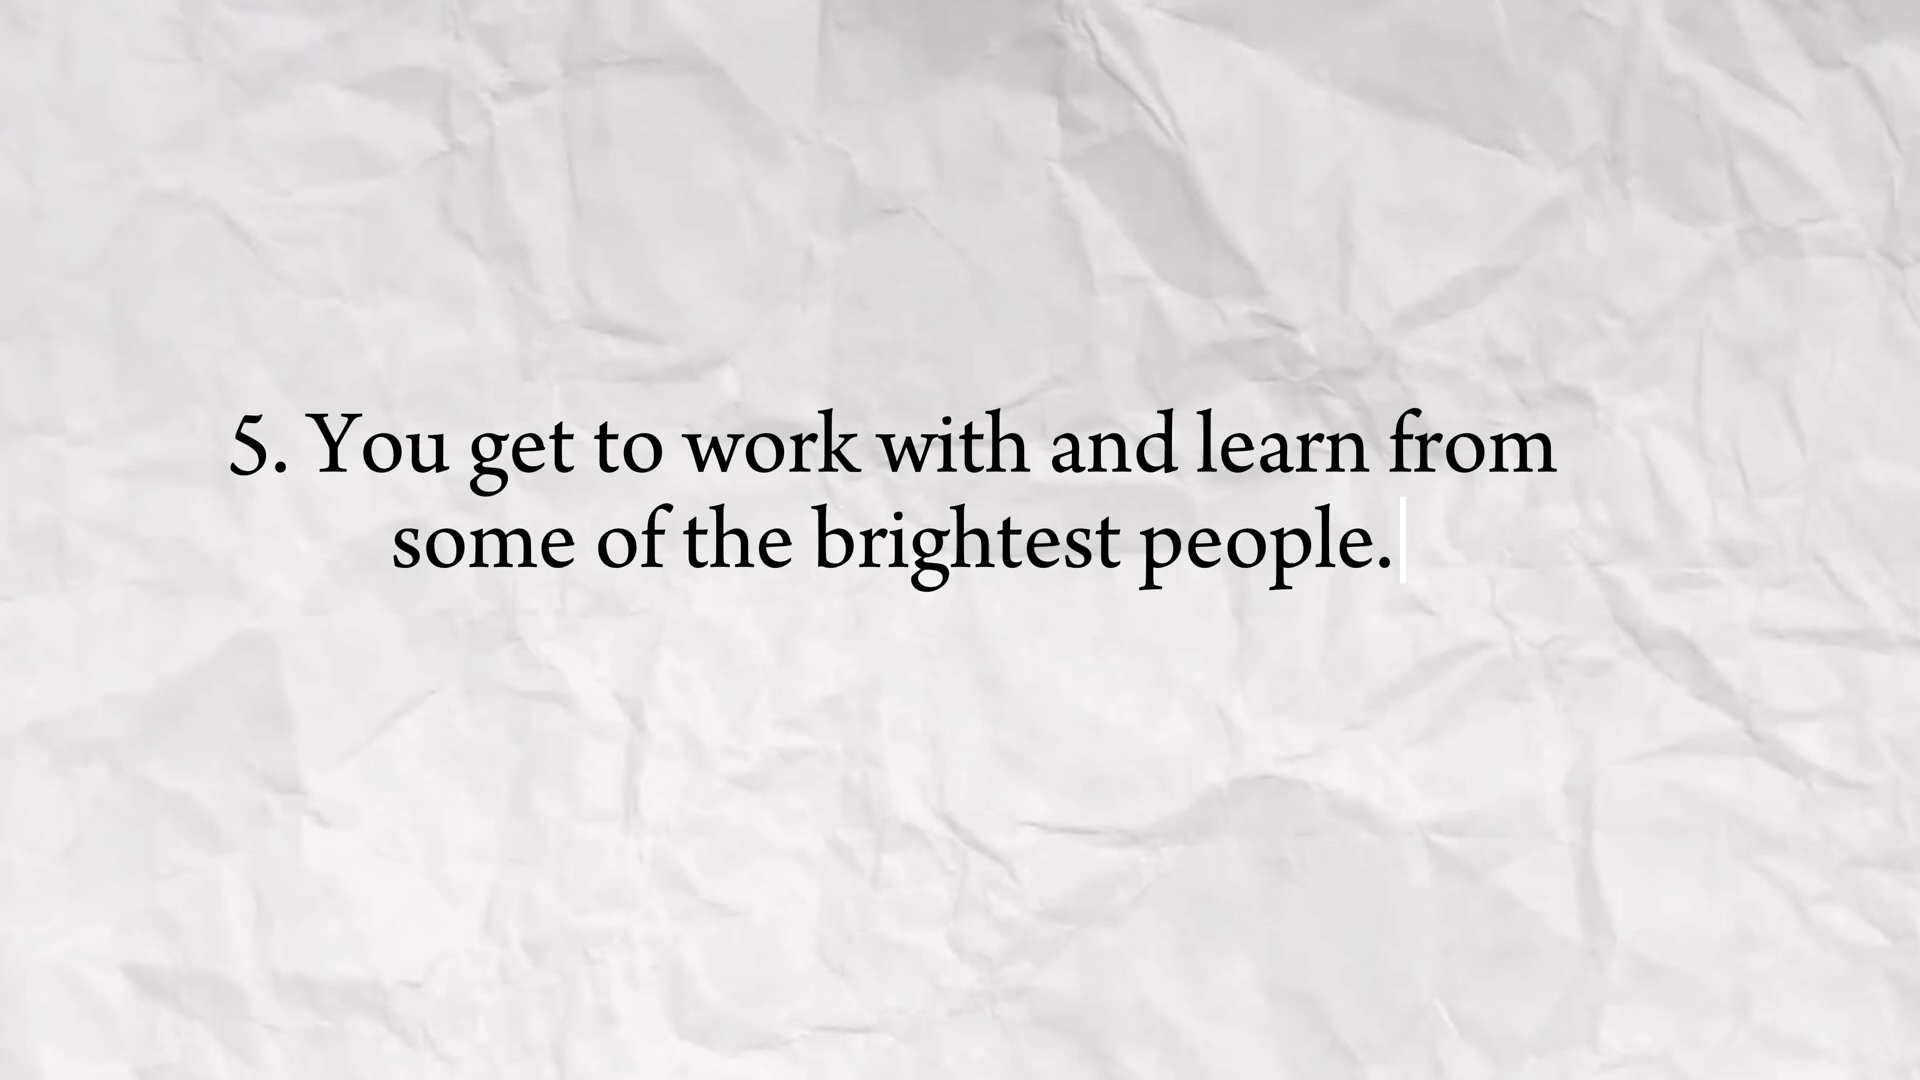 5. You get to work with and learn from
some of the brightest people.